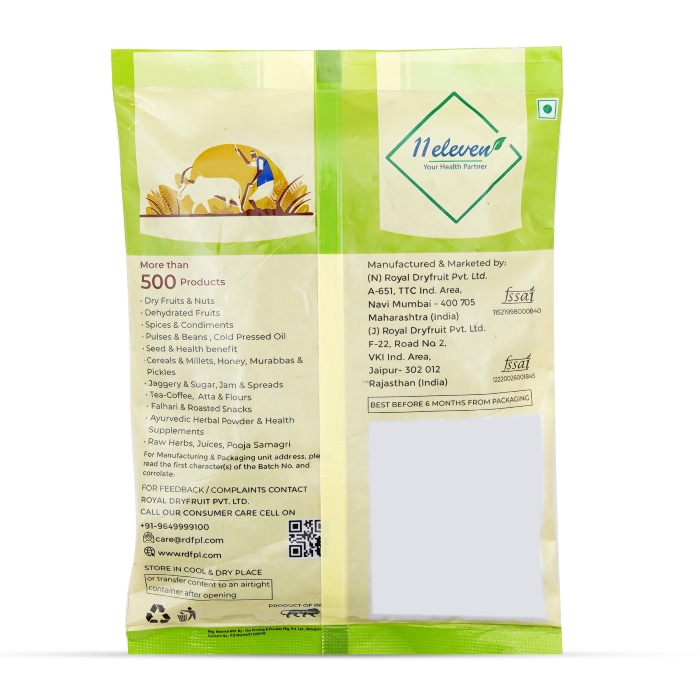 11 eleven
Your Health Partner
More than
500 Products
· Dry Fruits & Nuts
· Dehydrated Fruits
· Spices & Condiments
· Pulses & Beans , Cold Pressed Oil
· Seed & Health benefit
· Cereals & Millets, Honey, Murabbas &
Pickles
· Jaggery & Sugar, Jam & Spreads
· Tea-Coffee, Atta & Flours
· Falhari & Roasted Snacks
· Ayurvedic Herbal Powder & Health
Supplements
· Raw Herbs, Juices, Pooja Samagri
For Manufacturing & Packaging unit address, ple
read the first character(s) of the Batch No. and
correlate:
FOR FEEDBACK / COMPLAINTS CONTACT
ROYAL DRYFRUIT PVT. LTD.
CALL OUR CONSUMER CARE CELL ON
+91-9649999100
care@rdfpl.com
www.rdfpl.com
STORE IN COOL & DRY PLACE
or transfer content to an airtight
container after opening
PRODUCT OF IN
Manufactured & Marketed by:
(N) Royal Dryfruit Pvt. Ltd.
A-651, TTC Ind. Area,
Navi Mumbai - 400 705
Maharashtra (India)
fssai
11521998000840
(J) Royal Dryfruit Pvt. Ltd.
F-22, Road No. 2,
VKI Ind. Area,
Jaipur- 302 012
Rajasthan (India)
fssai
12220026001845
BEST BEFORE 6 MONTHS FROM PACKAGING